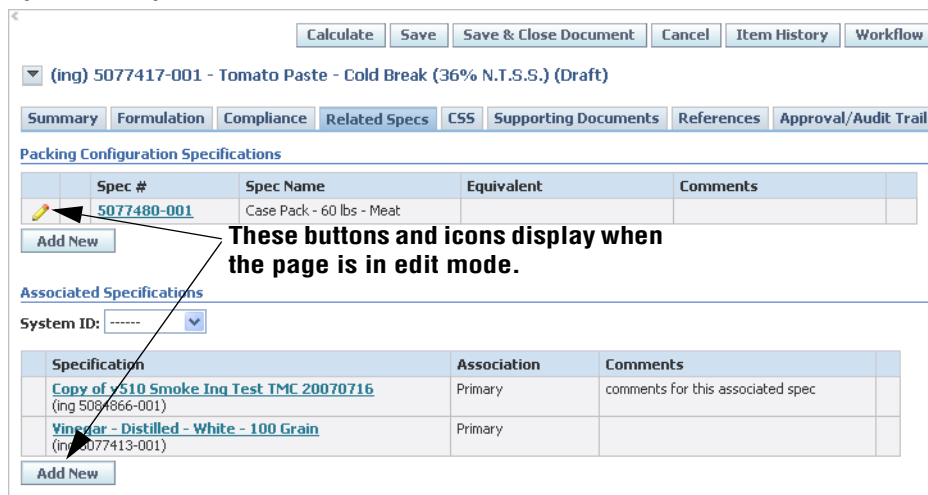 Calculate Save Save & Close Document Cancel Item History Workflow
(ing) 5077417-001 - Tomato Paste - Cold Break (36% N.T.S.S.) (Draft)
Summary Formulation Compliance Related Specs CSS Supporting Documents References Approval/Audit Trail
Packing Configuration Specifications
Spec # Spec Name Equivalent Comments
5077480-001 Case Pack - 60 lbs - Meat
Add New
These buttons and icons display when
the page is in edit mode.
Associated Specifications
System ID: ------
Specification Association Comments
Copy of v510 Smoke Ing Test TMC 20070716 Primary comments for this associated spec
(ing 5084866-001)
Vinegar - Distilled - White - 100 Grain Primary
(ing 5077413-001)
Add New